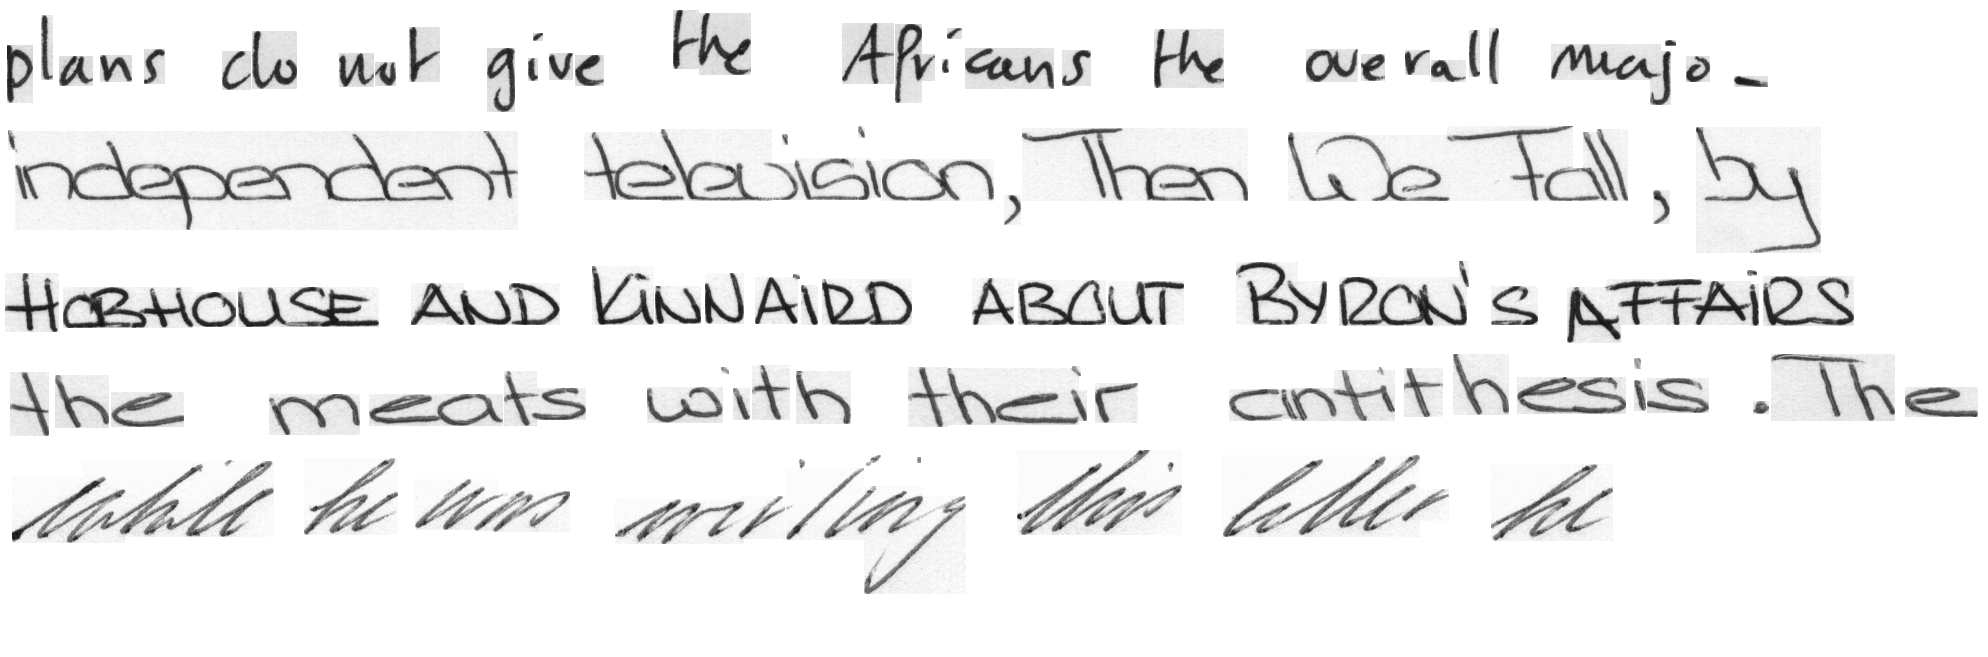 plans do not give the Africans the overall majo-
independent television, Then We Fall, by
HOBHOUSE AND KINNAIRD ABOUT BYRON'S AFFAIRS
the meats with their antithesis. The
while he was writing this letter he